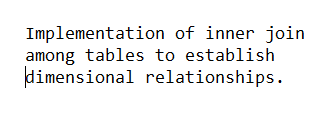 Implementation of inner join
among tables to establish
dimensional relationships.